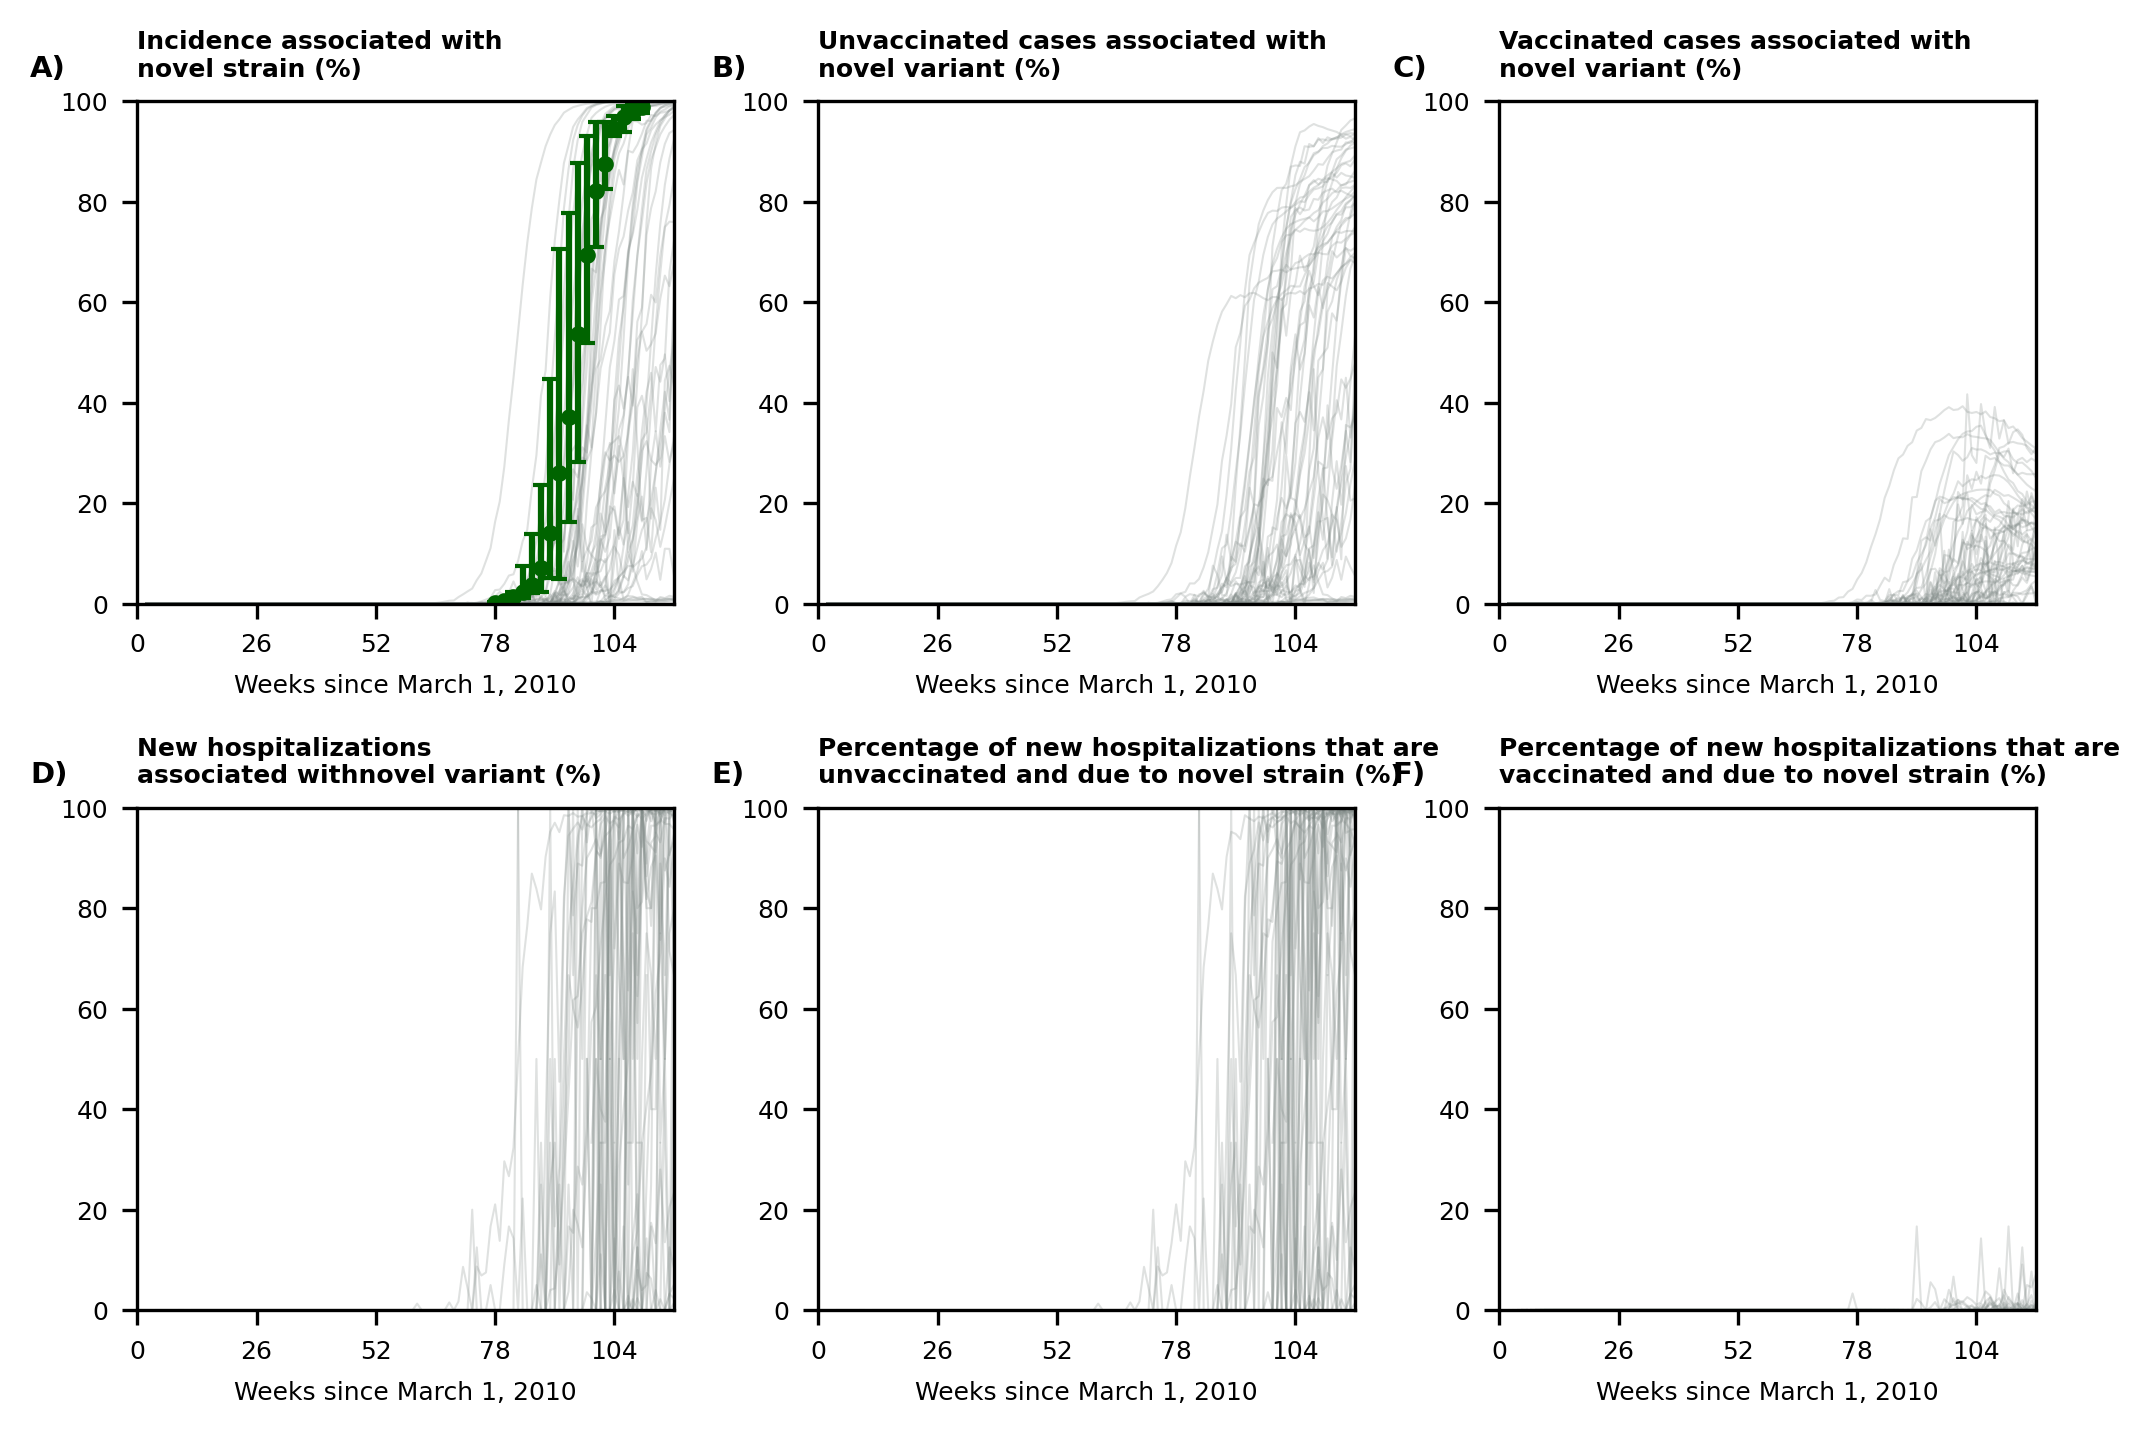 A)
Incidence associated with
novel strain (%)
100
80
60
40
20
0
0 26 52 78 104
Weeks since March 1, 2010
B)
Unvaccinated cases associated with
novel variant (%)
100
80
60
40
20
0
0 26 52 78 104
Weeks since March 1, 2010
C)
Vaccinated cases associated with
novel variant (%)
100
80
60
40
20
0
0 26 52 78 104
Weeks since March 1, 2010
D)
New hospitalizations
associated withnovel variant (%)
100
80
60
40
20
0
0 26 52 78 104
Weeks since March 1, 2010
E)
Percentage of new hospitalizations that are
unvaccinated and due to novel strain (%)
100
80
60
40
20
0
0 26 52 78 104
Weeks since March 1, 2010
F)
Percentage of new hospitalizations that are
vaccinated and due to novel strain (%)
100
80
60
40
20
0
0 26 52 78 104
Weeks since March 1, 2010